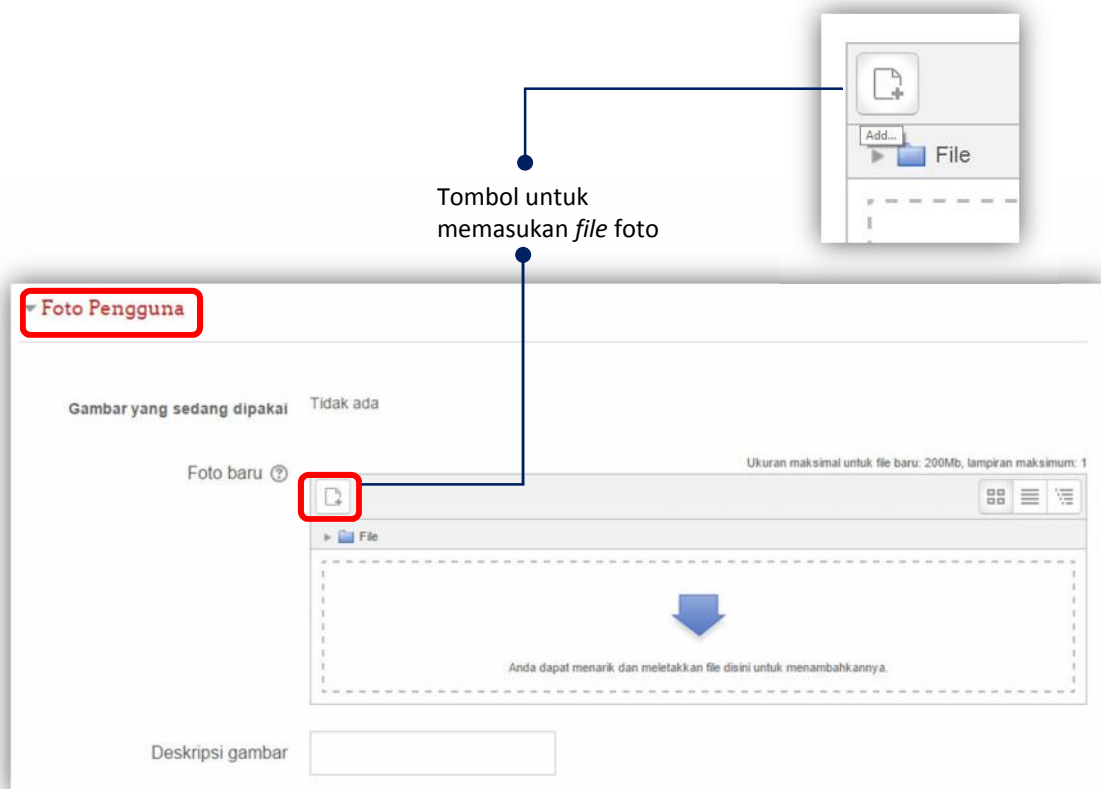 Add...
File
Tombol untuk
memasukan file foto
Foto Pengguna
Gambar yang sedang dipakai Tidak ada
Ukuran maksimal untuk file baru: 200Mb, lampiran maksimum: 1
Foto baru
File
Anda dapat menarik dan meletakkan file disini untuk menambahkannya.
Deskripsi gambar